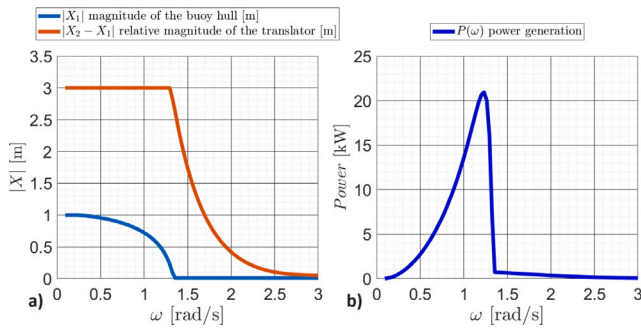 |X₁| magnitude of the buoy hull [m]
|X₂ − X₁| relative magnitude of the translator [m]
P(ω) power generation
3.5
3
2.5
2
1.5
1
0.5
0
|X| [m]
0 0.5 1 1.5 2 2.5 3
a)
ω [rad/s]
25
20
15
10
5
0
Power [kW]
0 0.5 1 1.5 2 2.5 3
b)
ω [rad/s]